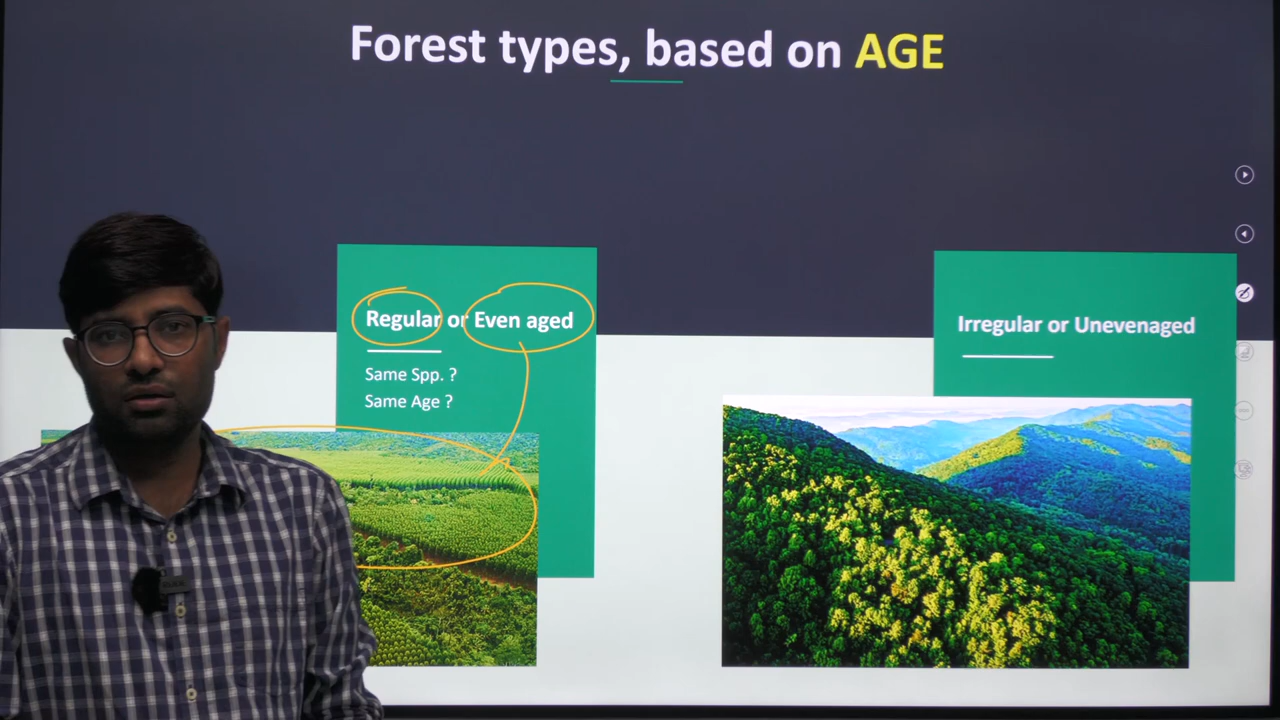 Forest types, based on AGE
Regular or Even aged
Same Spp. ?
Same Age ?
Irregular or Unevenaged